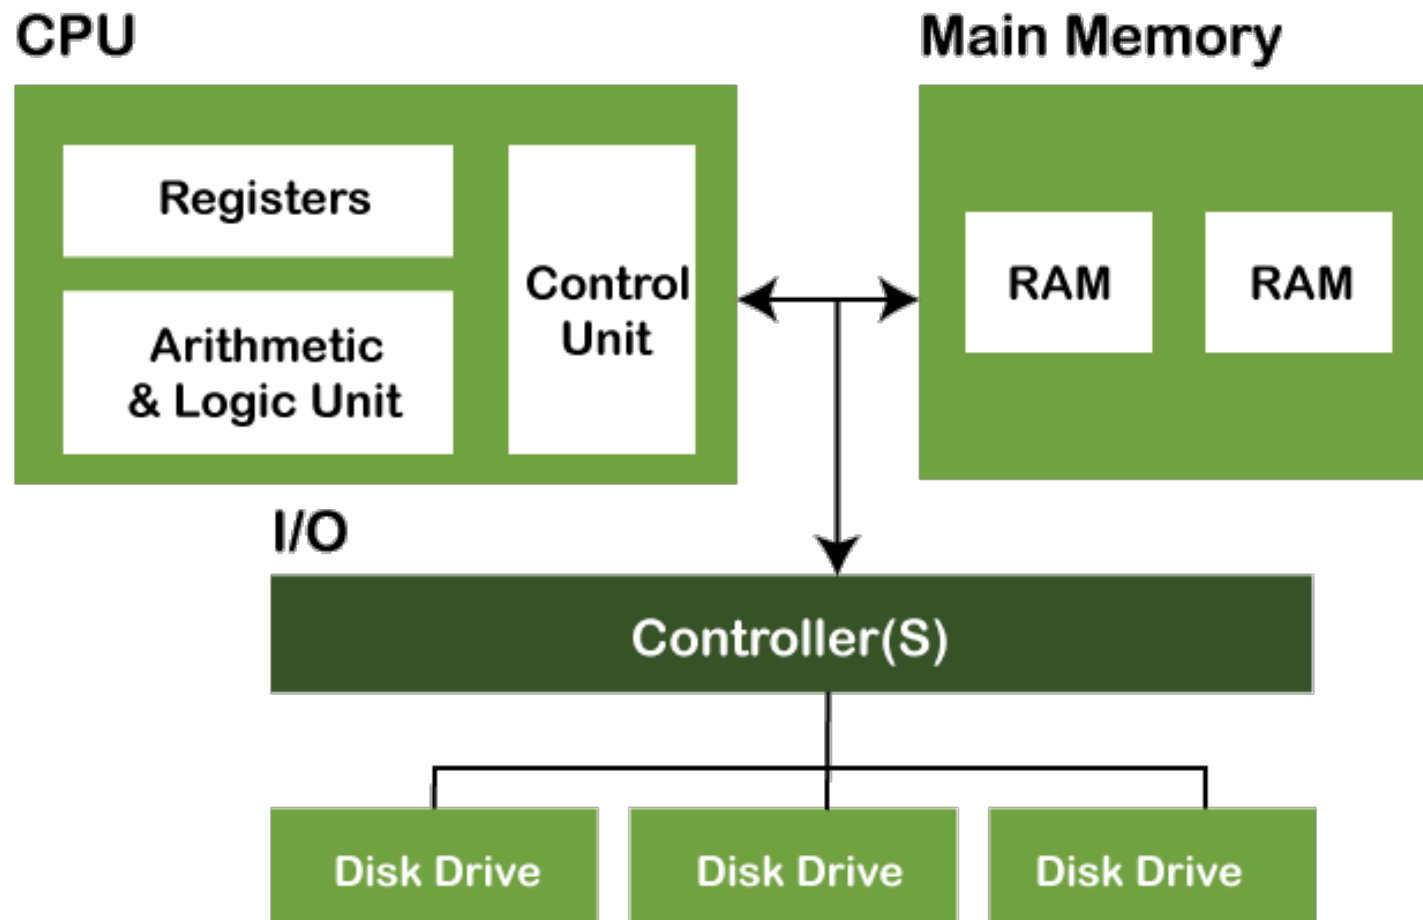 CPU
Main Memory
Registers
Arithmetic
& Logic Unit
Control
Unit
RAM
RAM
I/O
Controller(S)
Disk Drive
Disk Drive
Disk Drive